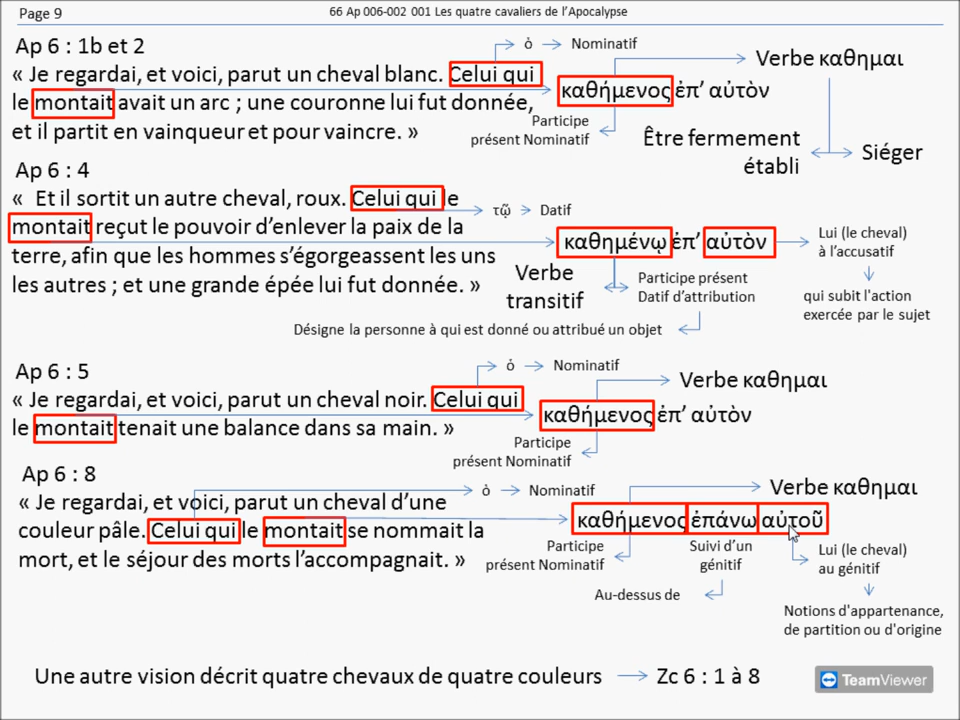 Page 9
66 Ap 006-002 001 Les quatre cavaliers de l’Apocalypse
Ap 6 : 1b et 2
« Je regardai, et voici, parut un cheval blanc. Celui qui
le montait avait un arc ; une couronne lui fut donnée,
et il partit en vainqueur et pour vaincre. »
ὁ
Nominatif
καθήμενος ἐπ’ αὐτὸν
Verbe καθημαι
Participe
présent Nominatif
Être fermement
établi
Siéger
Ap 6 : 4
« Et il sortit un autre cheval, roux. Celui qui le
montait reçut le pouvoir d’enlever la paix de la
terre, afin que les hommes s’égorgeassent les uns
les autres ; et une grande épée lui fut donnée. »
τῷ
Datif
καθημένῳ ἐπ’ αὐτὸν
Lui (le cheval)
à l’accusatif
qui subit l'action
exercée par le sujet
Verbe
transitif
Participe présent
Datif d’attribution
Désigne la personne à qui est donné ou attribué un objet
Ap 6 : 5
« Je regardai, et voici, parut un cheval noir. Celui qui
le montait tenait une balance dans sa main. »
ὁ
Nominatif
Verbe καθημαι
καθήμενος ἐπ’ αὐτὸν
Participe
présent Nominatif
Ap 6 : 8
« Je regardai, et voici, parut un cheval d’une
couleur pâle. Celui qui le montait se nommait la
mort, et le séjour des morts l’accompagnait. »
ὁ
Nominatif
Verbe καθημαι
καθήμενος ἐπάνω αὐτοῦ
Participe
présent Nominatif
Suivi d’un
génitif
Au-dessus de
Lui (le cheval)
au génitif
Notions d'appartenance,
de partition ou d'origine
Une autre vision décrit quatre chevaux de quatre couleurs
Zc 6 : 1 à 8
TeamViewer